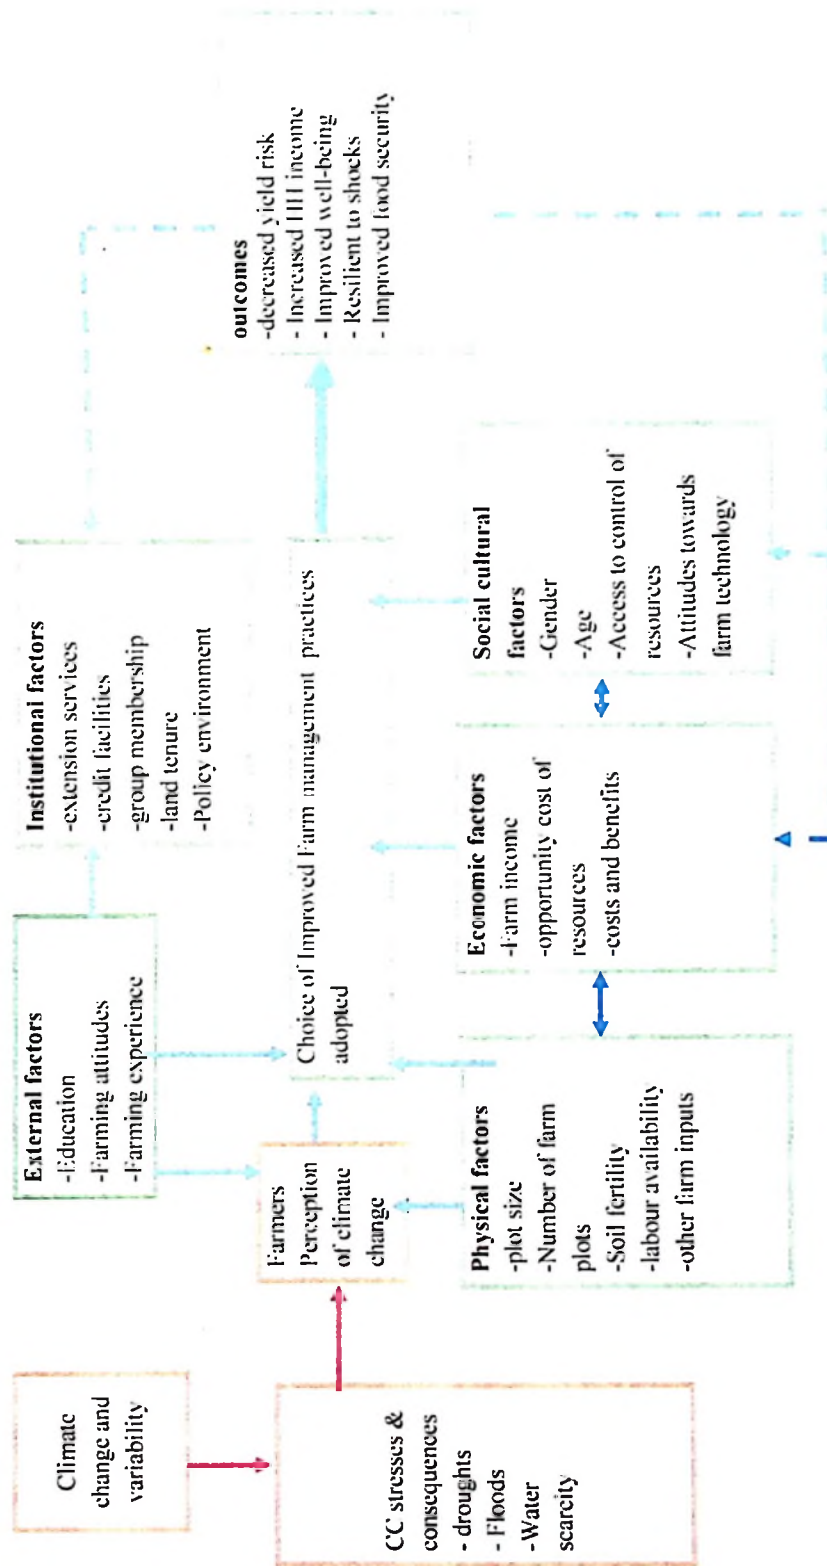 Climate
change and
variability
CC stresses &
consequences
- droughts
- Floods
- Water
scarcity
External factors
-Education
-Farming attitudes
-Farming experience
Farmers
Perception
of climate
change
Physical factors
-plot size
-Number of farm
plots
-Soil fertility
-labour availability
-other farm inputs
Institutional factors
-extension services
-credit facilities
-group membership
-land tenure
-Policy environment
Choice of Improved Farm management practices
adopted
Economic factors
-Farm income
-opportunity cost of
resources
-costs and benefits
Social cultural
factors
-Gender
-Age
-Access to control of
resources
-Attitudes towards
farm technology
outcomes
-decreased yield risk
- Increased HH income
- Improved well-being
- Resilient to shocks
- Improved food security